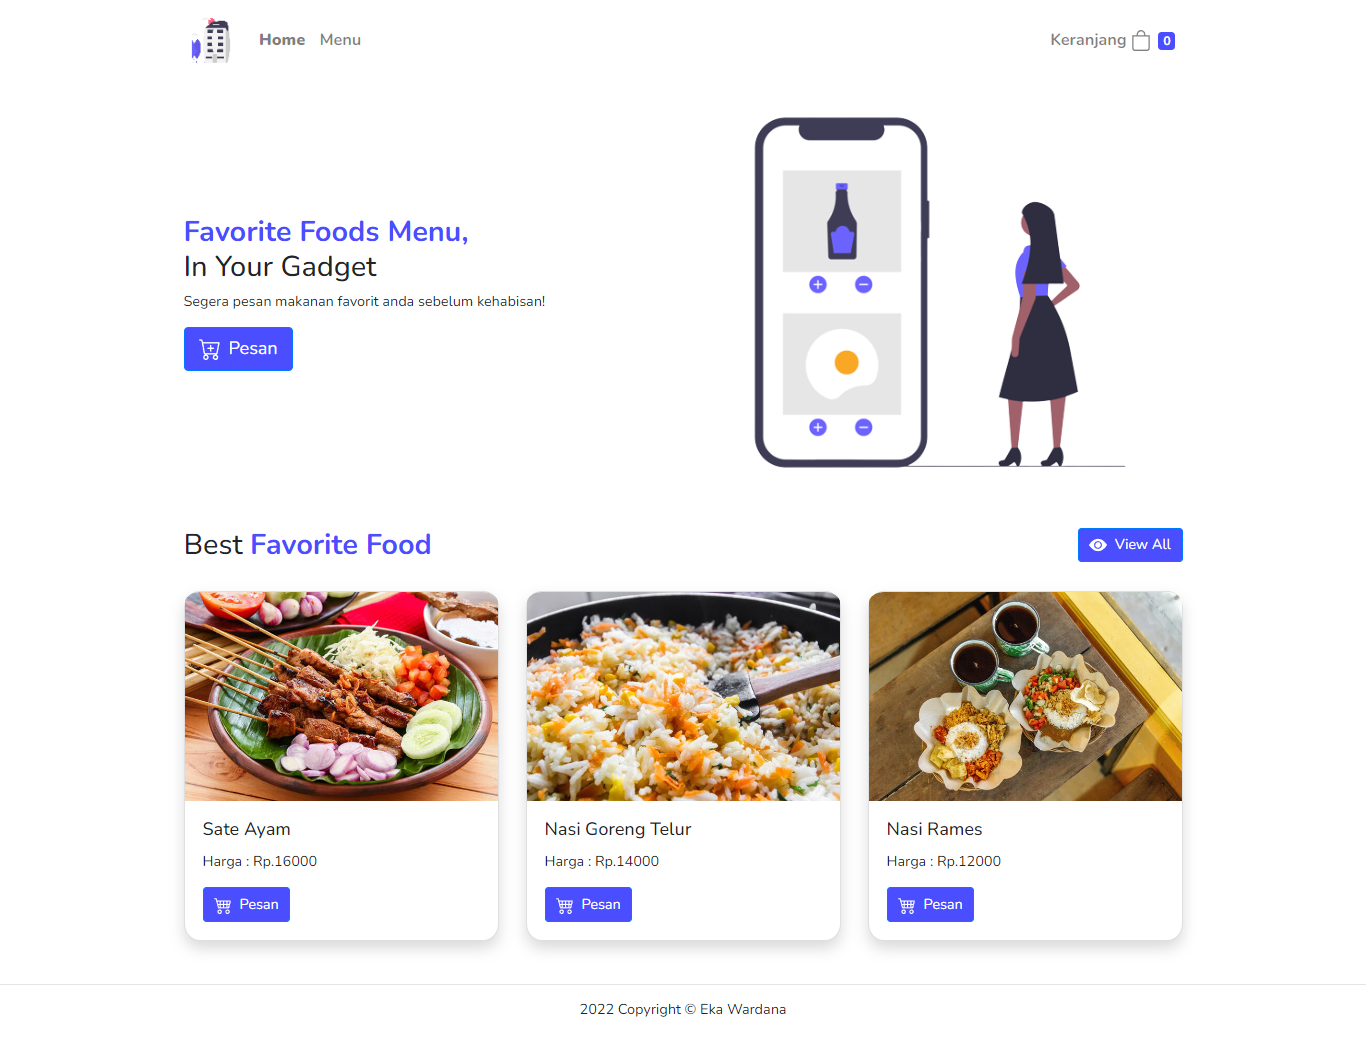 Home Menu Keranjang 0
Favorite Foods Menu,
In Your Gadget
Segera pesan makanan favorit anda sebelum kehabisan!
Pesan
Best Favorite Food
View All
Sate Ayam
Harga : Rp.16000
Pesan
Nasi Goreng Telur
Harga : Rp.14000
Pesan
Nasi Rames
Harga : Rp.12000
Pesan
2022 Copyright © Eka Wardana